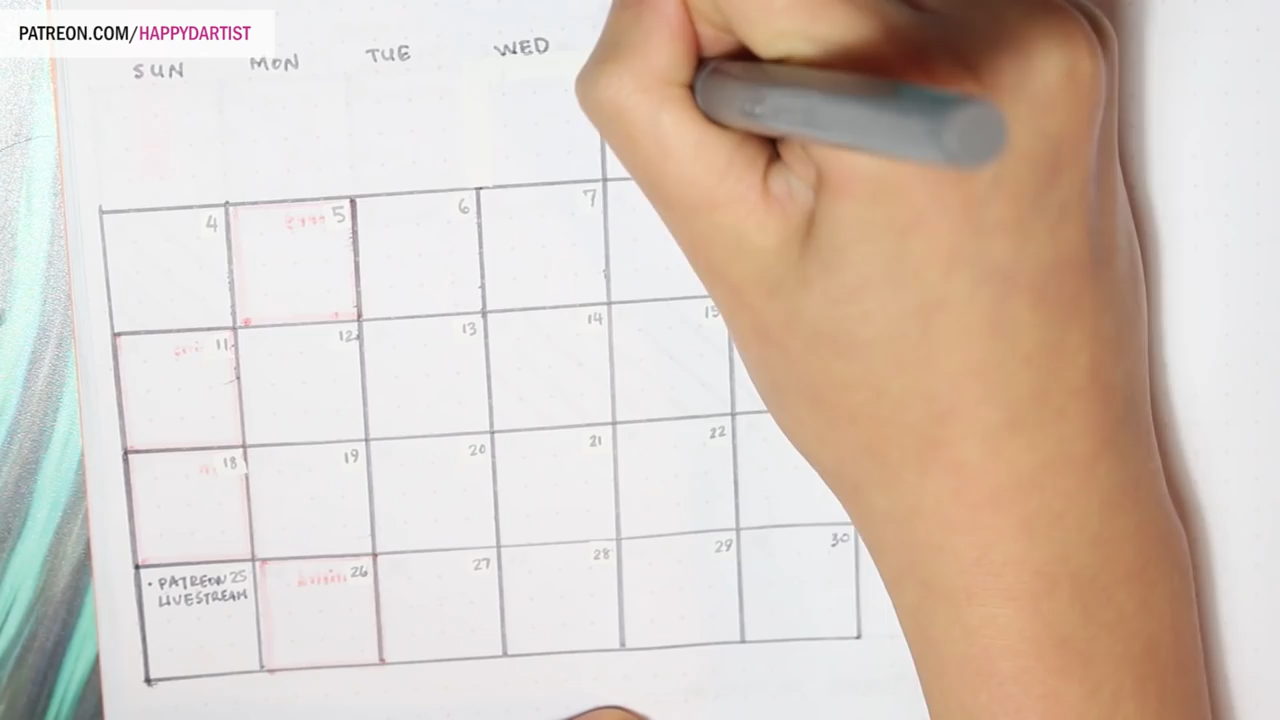 PATREON.COM/HAPPYDARTIST
SUN MON TUE WED
4 5 6 7
11 12 13 14 15
18 19 20 21 22
• PATREON 25 26 27 28 29 30
LIVESTREAM